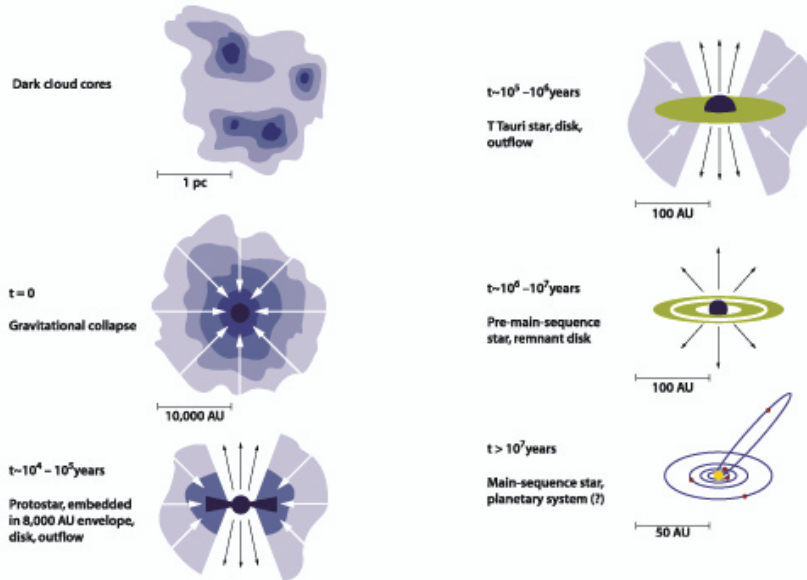 Dark cloud cores
1 pc
t = 0
Gravitational collapse
10,000 AU
t~10⁴ – 10⁵years
Protostar, embedded
in 8,000 AU envelope,
disk, outflow
t~10⁵ –10⁶years
T Tauri star, disk,
outflow
100 AU
t~10⁶ –10⁷years
Pre-main-sequence
star, remnant disk
100 AU
t > 10⁷years
Main-sequence star,
planetary system (?)
50 AU